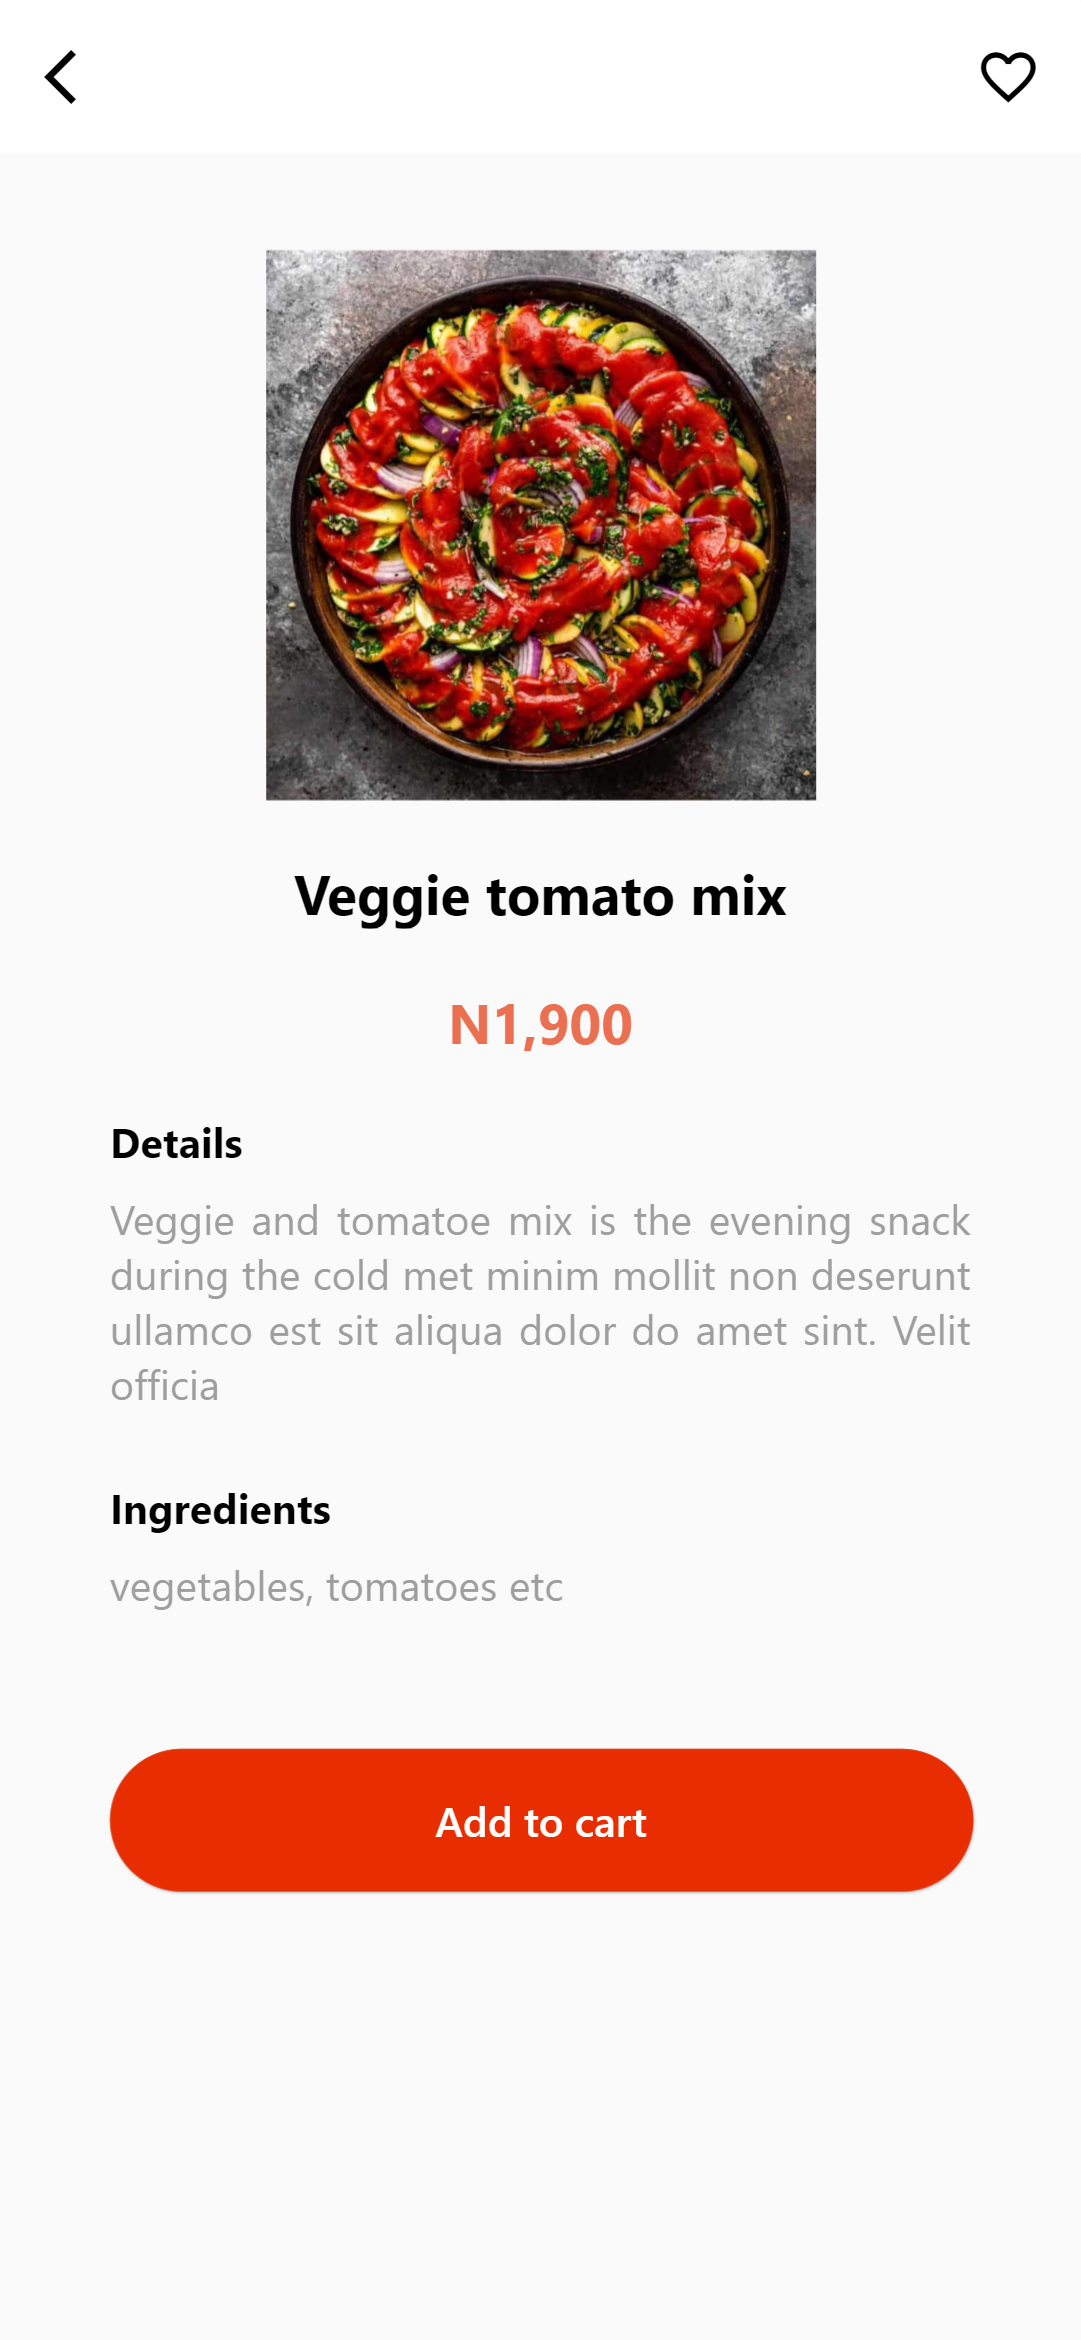 Veggie tomato mix
N1,900
Details
Veggie and tomatoe mix is the evening snack
during the cold met minim mollit non deserunt
ullamco est sit aliqua dolor do amet sint. Velit
officia
Ingredients
vegetables, tomatoes etc
Add to cart